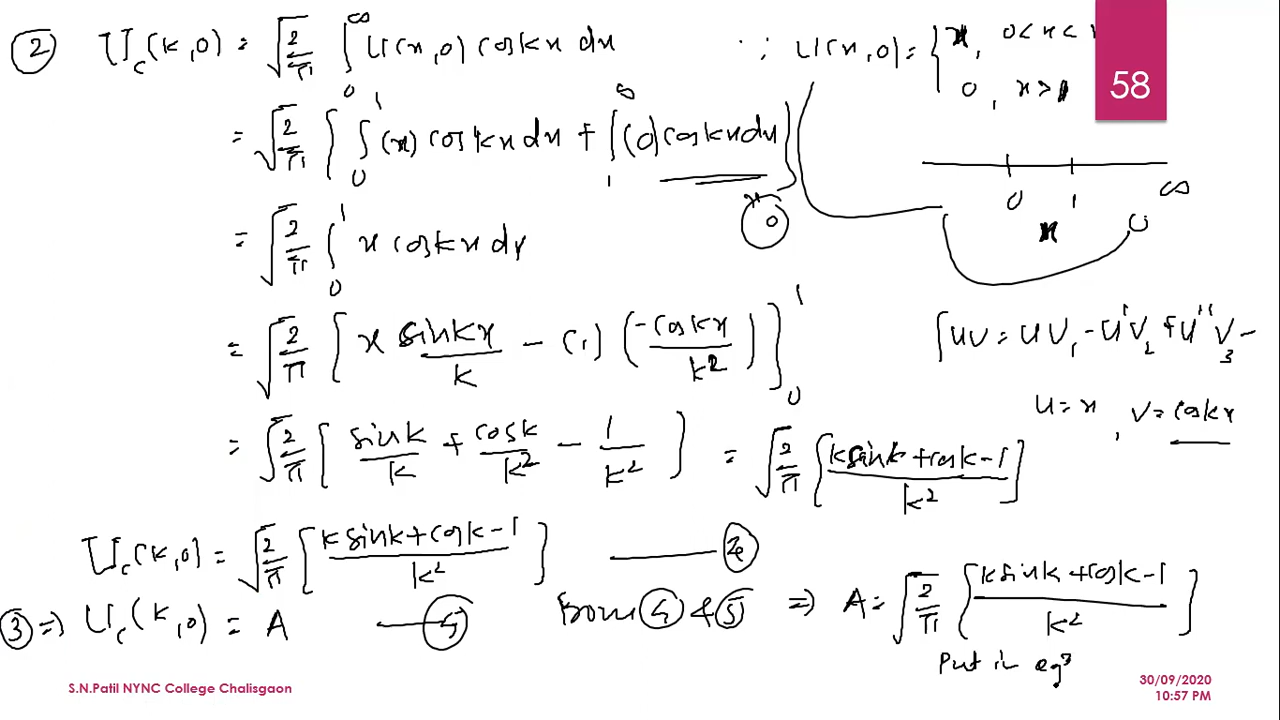 ② U_c(k,0) = √(2/π) ∫₀^∞ U(x,0) cos kx dx ∵ U(x,0) = { x, 0<x<1
0, x>1
58
= √(2/π) [ ∫₀¹ (x) cos kx dx + ∫₁^∞ (0) cos kx dx ]
0 1 ∞
x 0
= √(2/π) ∫₀¹ x cos kx dx
0
= √(2/π) [ x sin kx / k - (1) (-cos kx / k²) ]₀¹
∫UV = UV₁ - U'V₂ + U''V₃ -
U = x , V = cos kx
= √(2/π) [ sin k / k + cos k / k² - 1 / k² ] = √(2/π) [ (k sin k + cos k - 1) / k² ]
U_c(k,0) = √(2/π) [ (k sin k + cos k - 1) / k² ] —
③ ⇒ U_c(k,0) = A —
From ④ & ⑤ ⇒ A = √(2/π) [ (k sin k + cos k - 1) / k² ]
Put in eqⁿ
S.N.Patil NYNC College Chalisgaon
30/09/2020
10:57 PM